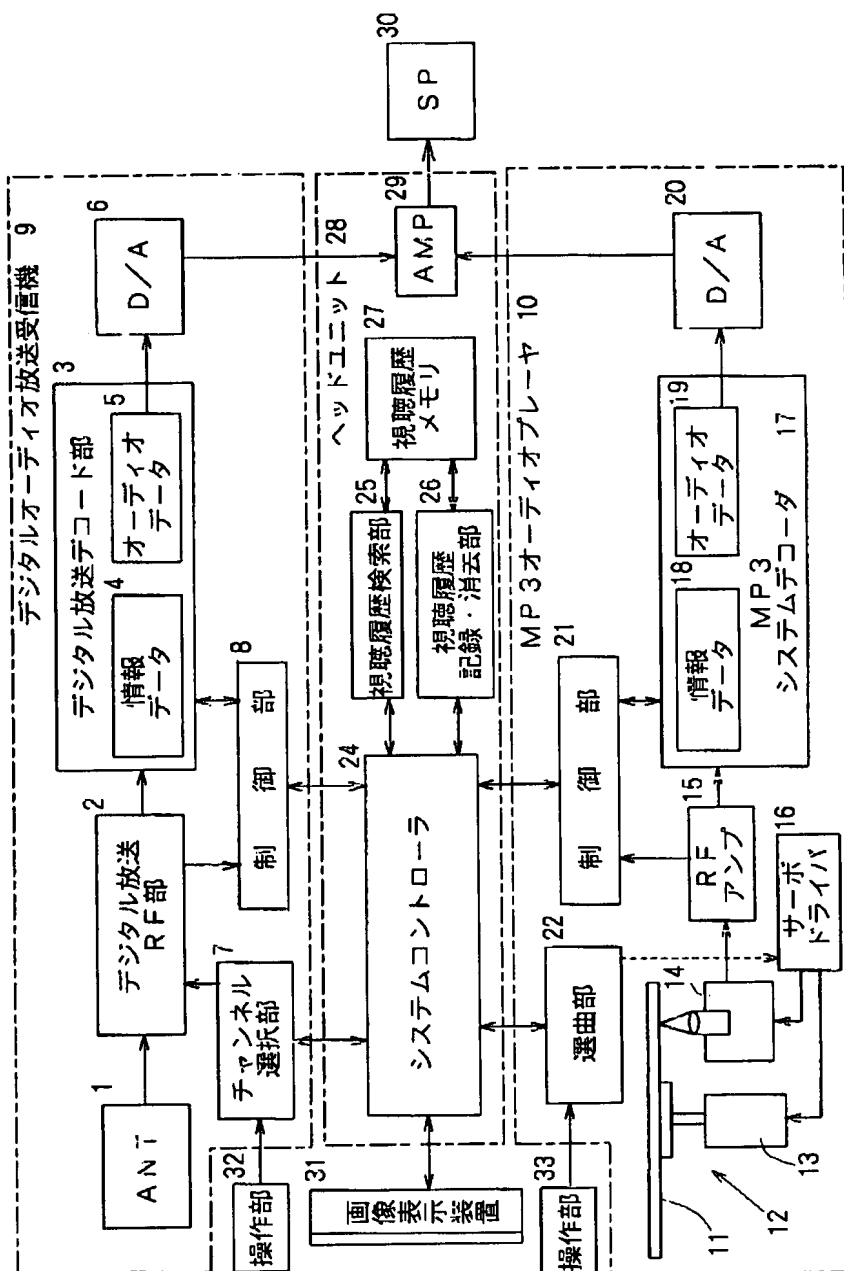 デジタルオーディオ放送受信機 9
1
ANT
2
デジタル放送
RF部
3
デジタル放送デコード部
4
情報
データ
5
オーディオ
データ
6
D/A
7
チャンネル
選択部
8
制御部
32
操作部
ヘッドユニット 28
31
画像表示装置
24
システムコントローラ
25
視聴履歴検索部
26
視聴履歴
記録・消去部
27
視聴履歴
メモリ
29
AMP
30
SP
MP3オーディオプレーヤ 10
33
操作部
22
選曲部
21
制御部
11
12
13
14
15
RF
アンプ
16
サーボ
ドライバ
18
情報
データ
19
オーディオ
データ
MP3
システムデコーダ 17
20
D/A